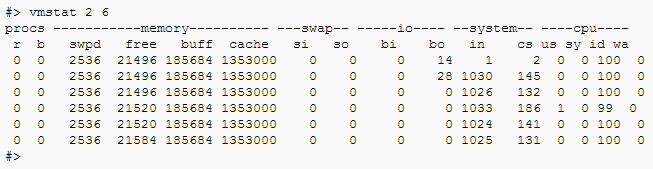 #> vmstat 2 6
procs -----------memory---------- ---swap-- -----io---- --system-- ----cpu----
 r  b   swpd   free   buff  cache   si   so    bi    bo   in    cs us sy id wa
 0  0   2536  21496 185684 1353000    0    0     0    14    1     2  0  0 100  0
 0  0   2536  21496 185684 1353000    0    0     0    28 1030   145  0  0 100  0
 0  0   2536  21496 185684 1353000    0    0     0     0 1026   132  0  0 100  0
 0  0   2536  21520 185684 1353000    0    0     0     0 1033   186  1  0 99  0
 0  0   2536  21520 185684 1353000    0    0     0     0 1024   141  0  0 100  0
 0  0   2536  21584 185684 1353000    0    0     0     0 1025   131  0  0 100  0
#>